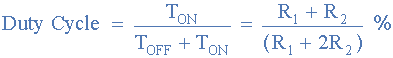 Duty Cycle = T_ON / (T_OFF + T_ON) = (R_1 + R_2) / (R_1 + 2R_2) %